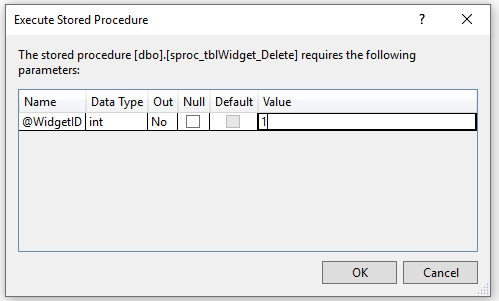 Execute Stored Procedure ? ×
The stored procedure [dbo].[sproc_tblWidget_Delete] requires the following
parameters:
Name Data Type Out Null Default Value
@WidgetID int No 1
OK Cancel